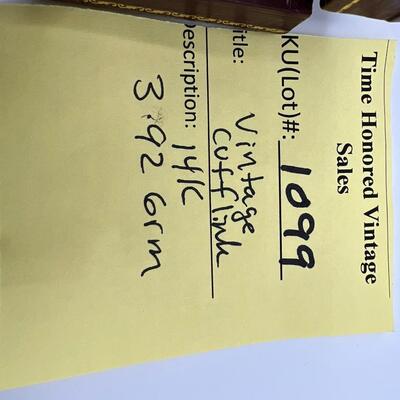 Time Honored Vintage
Sales
KU(Lot)#: 1099
itle: Vintage
Cufflink
escription: 14K
3.92 Grm